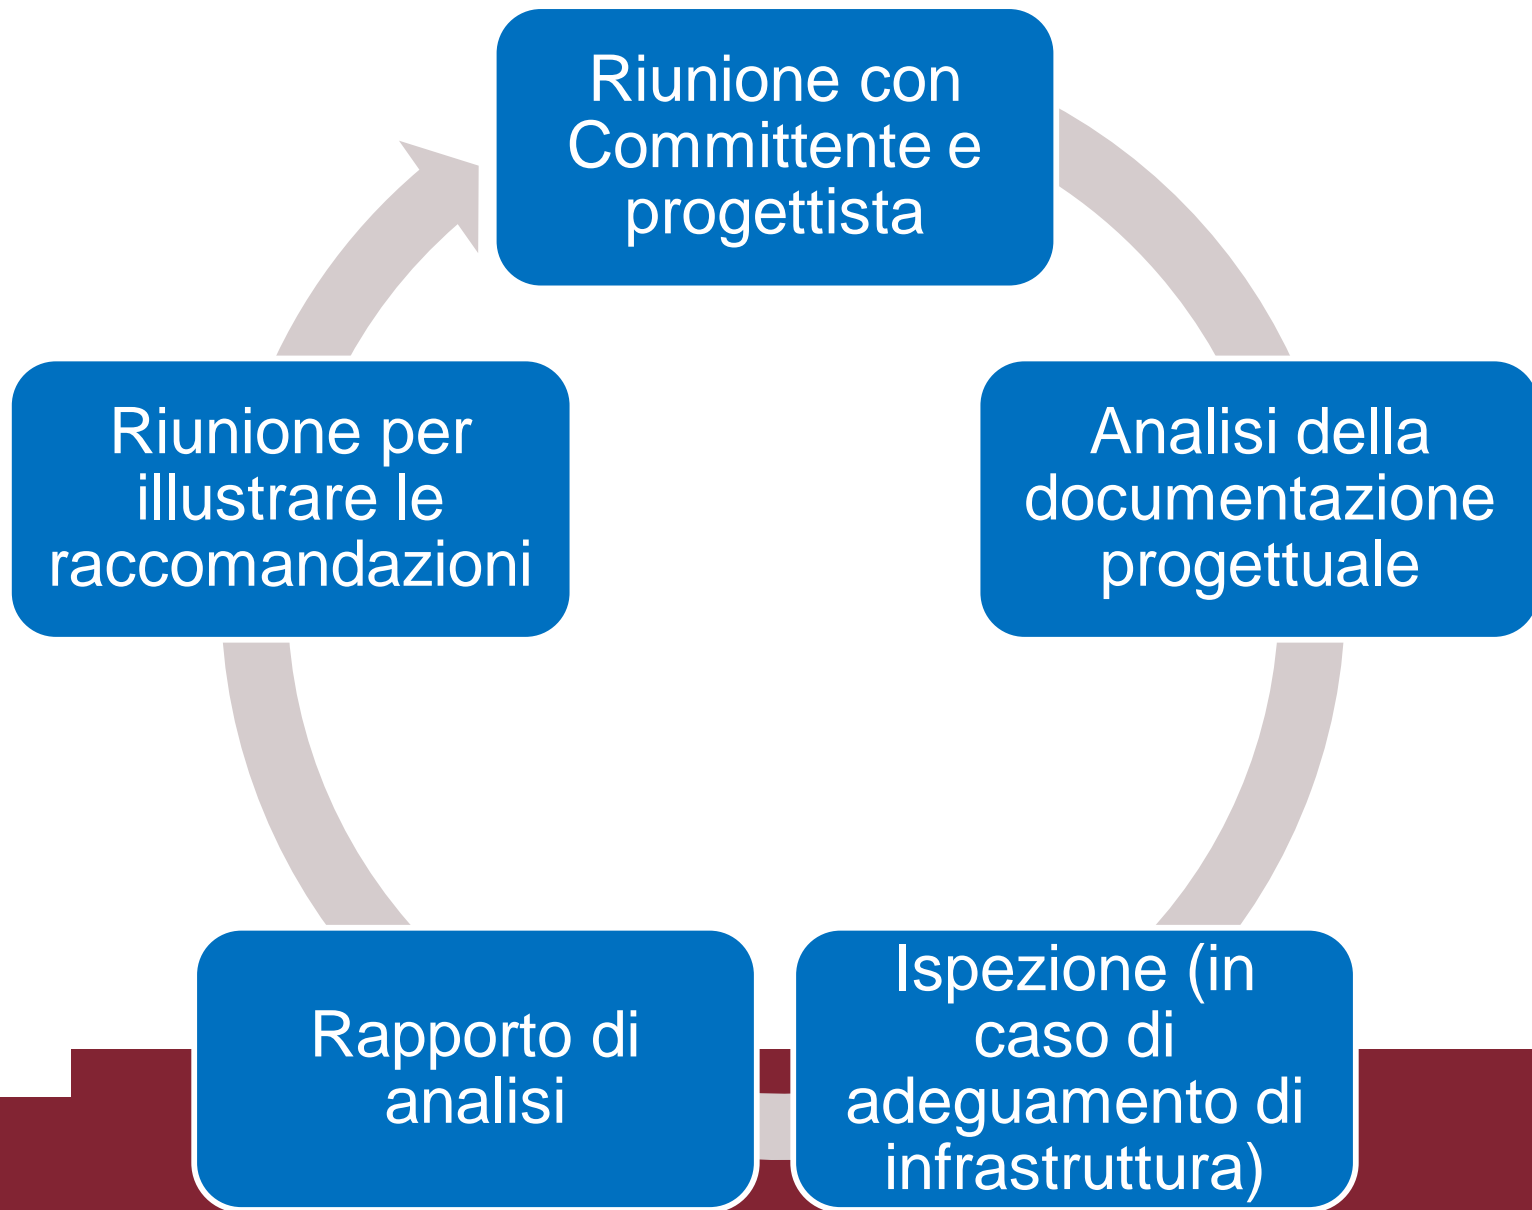 Riunione con
Committente e
progettista
Analisi della
documentazione
progettuale
Ispezione (in
caso di
adeguamento di
infrastruttura)
Rapporto di
analisi
Riunione per
illustrare le
raccomandazioni